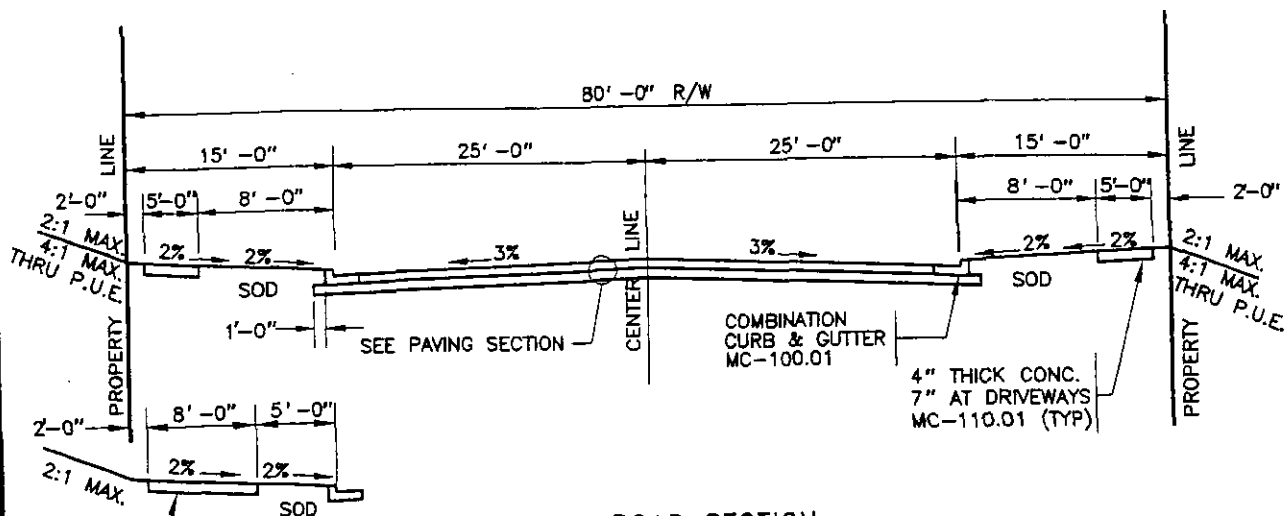 80' -0" R/W
15' -0" 25' -0" 25' -0" 15' -0"
2'-0" 5'-0" 8' -0" 8' -0" 5'-0" 2'-0"
PROPERTY LINE
CENTER LINE
PROPERTY LINE
2:1 MAX.
4:1 MAX.
THRU P.U.E.
2% 2% 3% 3% 2% 2%
2:1 MAX.
4:1 MAX.
THRU P.U.E.
SOD
SOD
1'-0"
SEE PAVING SECTION
COMBINATION
CURB & GUTTER
MC-100.01
4" THICK CONC.
7" AT DRIVEWAYS
MC-110.01 (TYP)
2'-0" 8' -0" 5' -0"
2:1 MAX.
2% 2%
SOD
ROAD SECTION